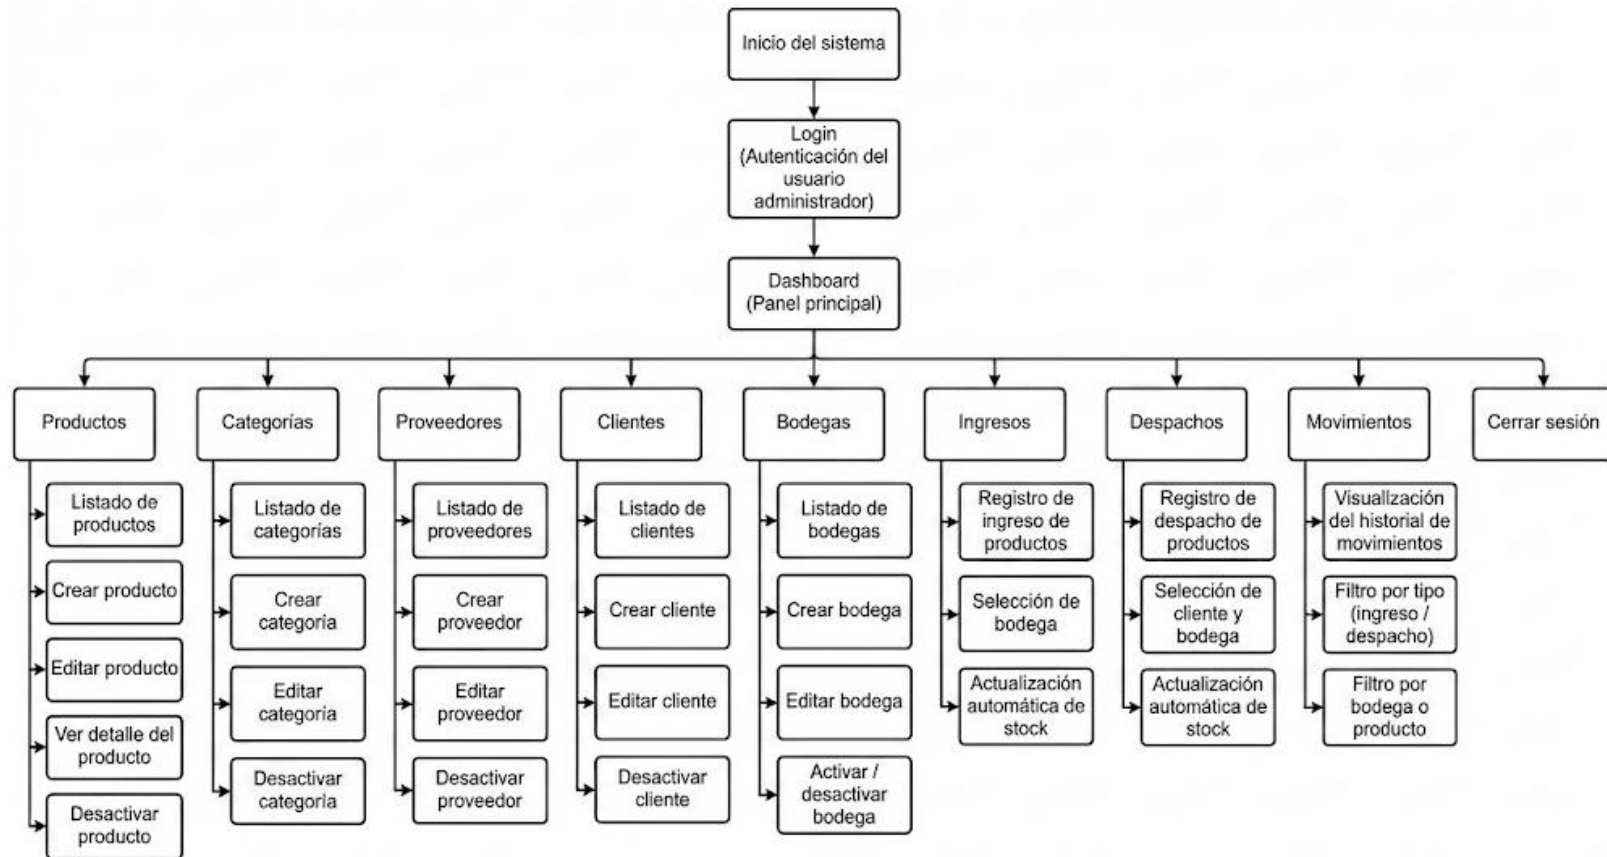 Inicio del sistema
Login
(Autenticación del
usuario
administrador)
Dashboard
(Panel principal)
Productos
Categorías
Proveedores
Clientes
Bodegas
Ingresos
Despachos
Movimientos
Cerrar sesión
Listado de
productos
Crear producto
Editar producto
Ver detalle del
producto
Desactivar
producto
Listado de
categorías
Crear
categoría
Editar
categoría
Desactivar
categoría
Listado de
proveedores
Crear
proveedor
Editar
proveedor
Desactivar
proveedor
Listado de
clientes
Crear cliente
Editar cliente
Desactivar
cliente
Listado de
bodegas
Crear bodega
Editar bodega
Activar /
desactivar
bodega
Registro de
ingreso de
productos
Selección de
bodega
Actualización
automática de
stock
Registro de
despacho de
productos
Selección de
cliente y
bodega
Actualización
automática de
stock
Visualización
del historial de
movimientos
Filtro por tipo
(ingreso /
despacho)
Filtro por
bodega o
producto